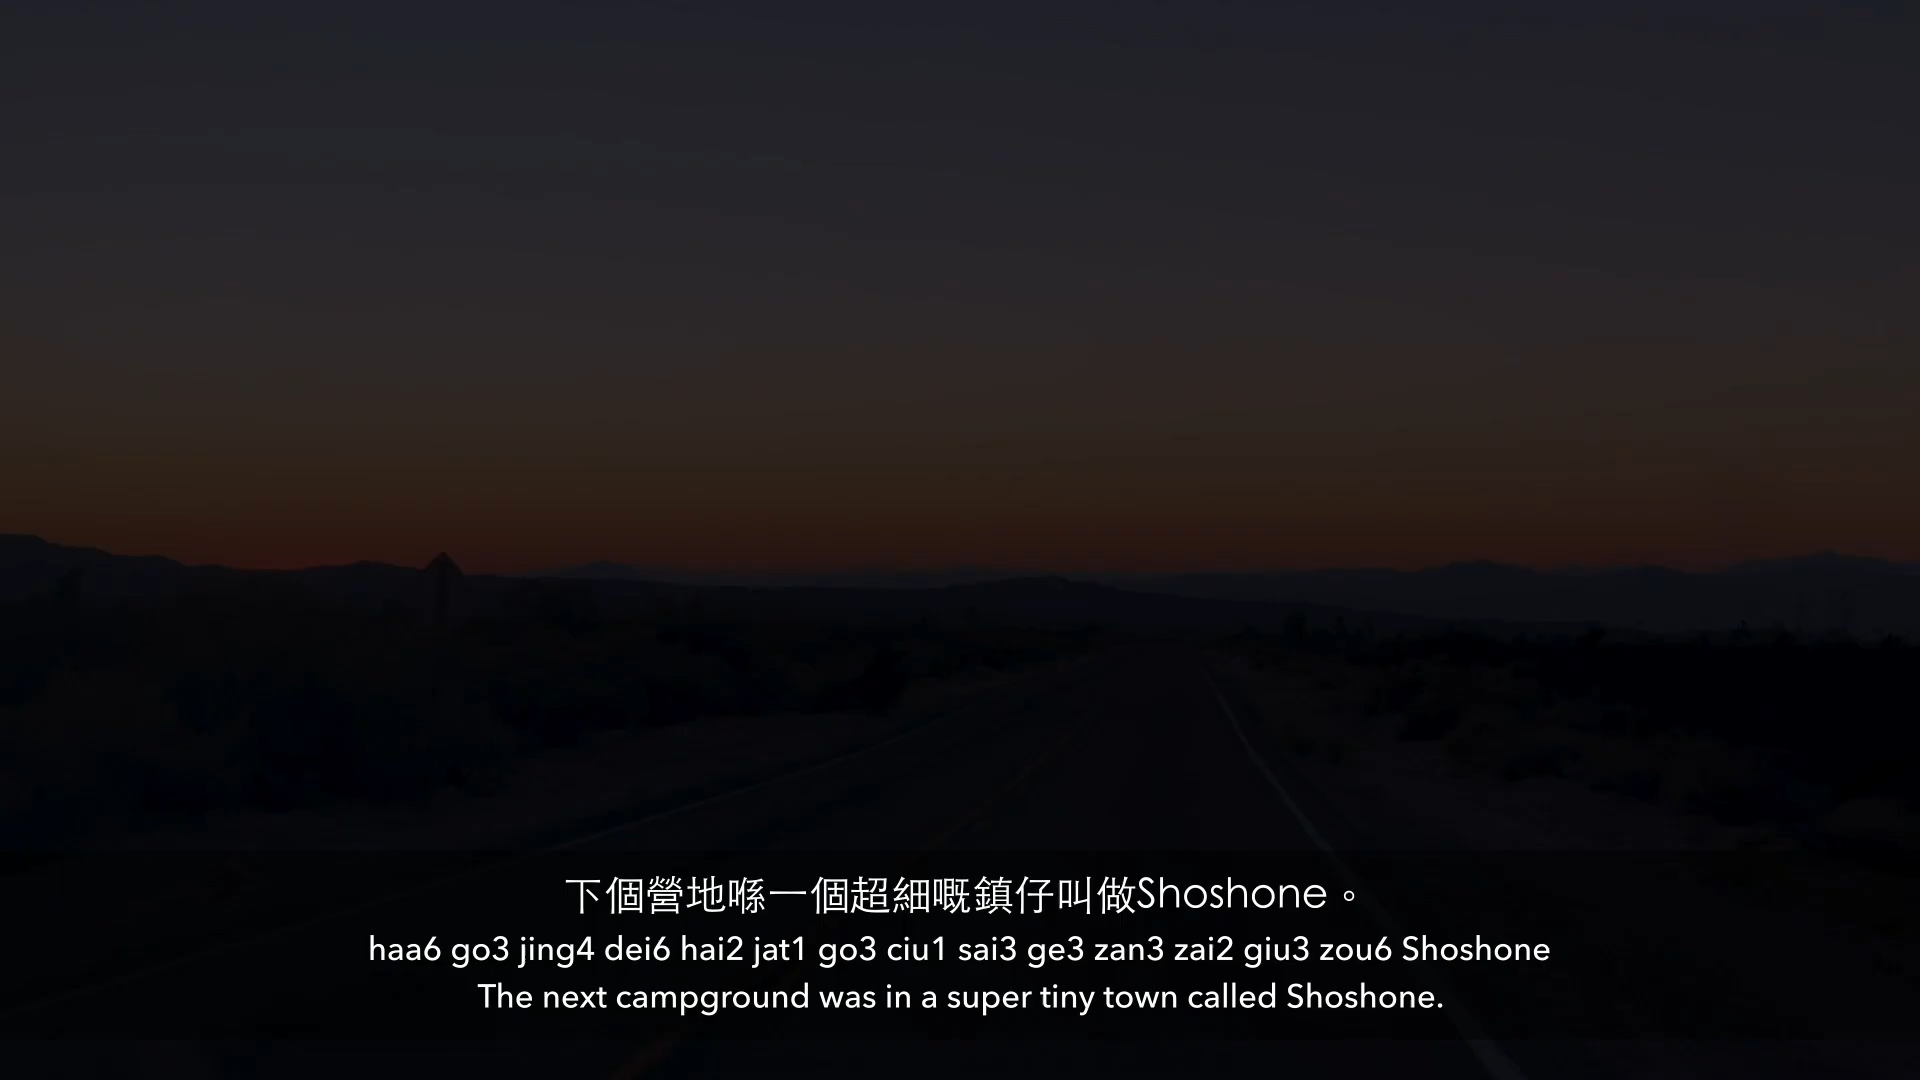 下個營地喺一個超細嘅鎮仔叫做Shoshone。
haa6 go3 jing4 dei6 hai2 jat1 go3 ciu1 sai3 ge3 zan3 zai2 giu3 zou6 Shoshone
The next campground was in a super tiny town called Shoshone.